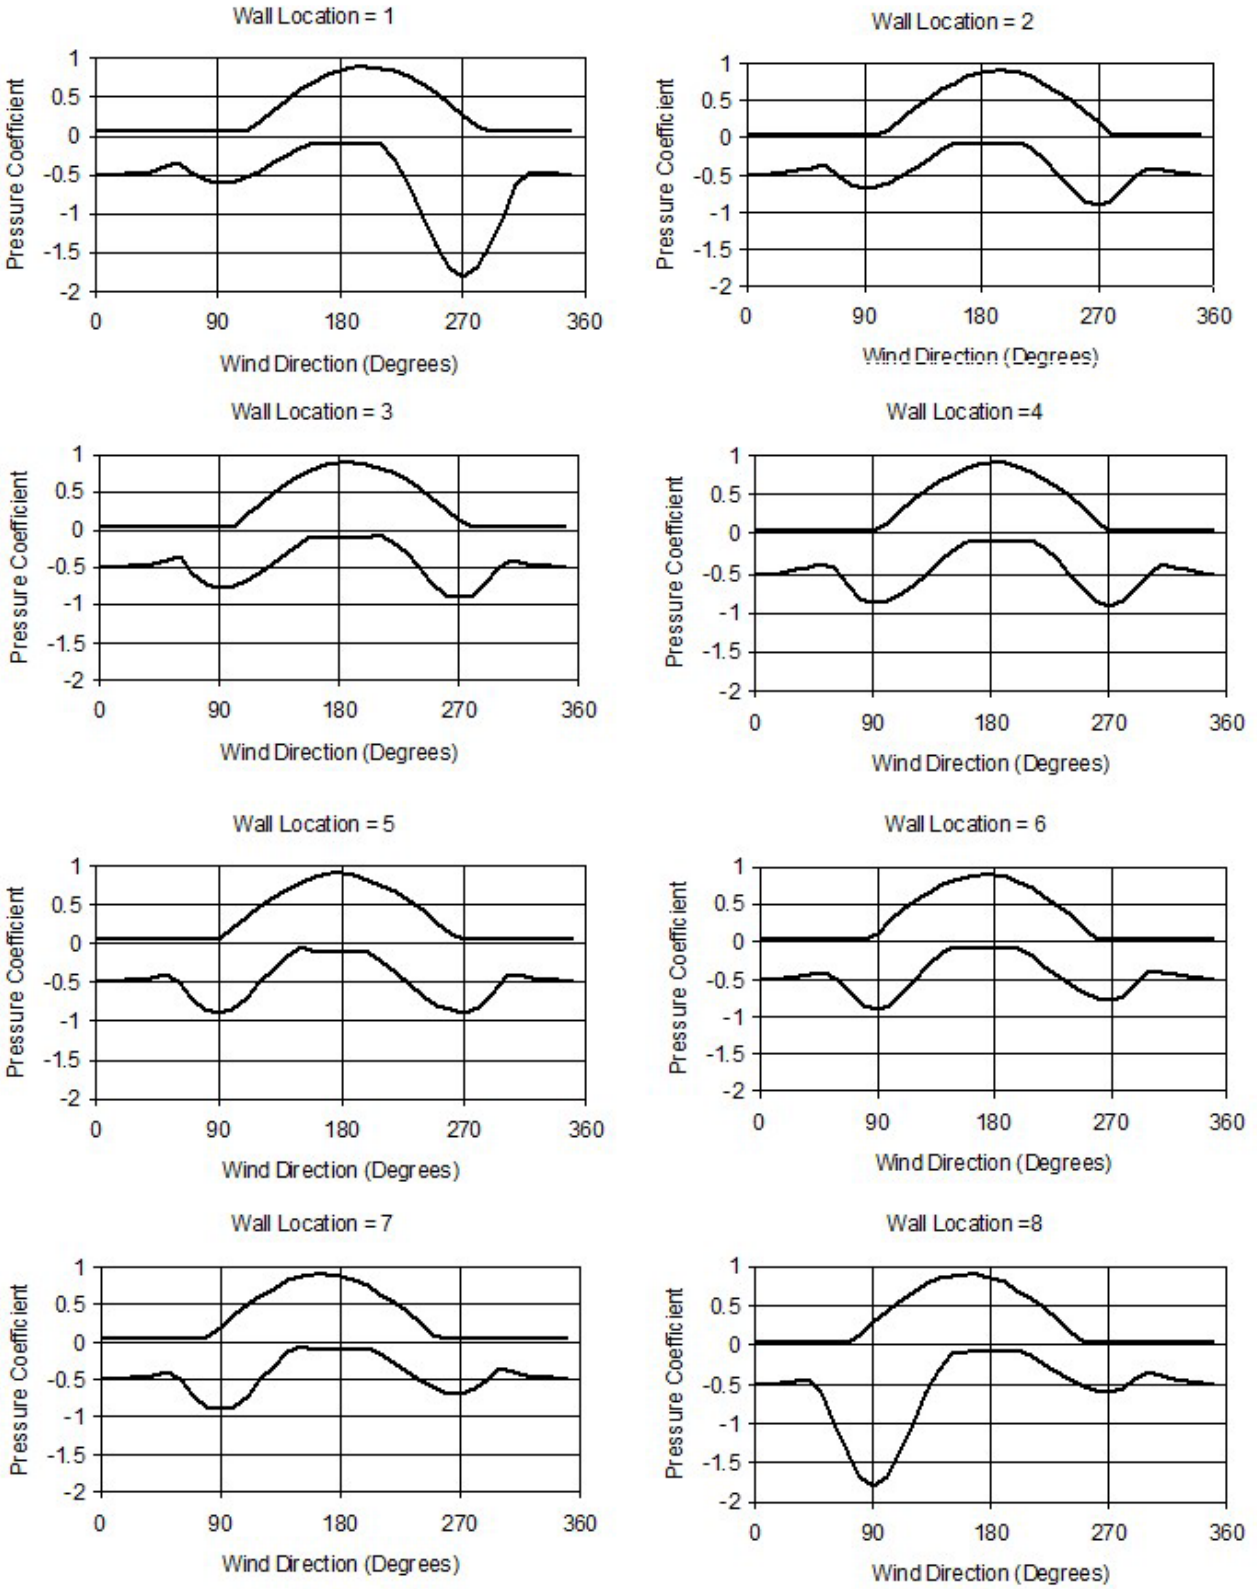 Wall Location = 1
Pressure Coefficient
1
0.5
0
-0.5
-1
-1.5
-2
0 90 180 270 360
Wind Direction (Degrees)
Wall Location = 2
Pressure Coefficient
1
0.5
0
-0.5
-1
-1.5
-2
0 90 180 270 360
Wind Direction (Degrees)
Wall Location = 3
Pressure Coefficient
1
0.5
0
-0.5
-1
-1.5
-2
0 90 180 270 360
Wind Direction (Degrees)
Wall Location =4
Pressure Coefficient
1
0.5
0
-0.5
-1
-1.5
-2
0 90 180 270 360
Wind Direction (Degrees)
Wall Location = 5
Pressure Coefficient
1
0.5
0
-0.5
-1
-1.5
-2
0 90 180 270 360
Wind Direction (Degrees)
Wall Location = 6
Pressure Coefficient
1
0.5
0
-0.5
-1
-1.5
-2
0 90 180 270 360
Wind Direction (Degrees)
Wall Location = 7
Pressure Coefficient
1
0.5
0
-0.5
-1
-1.5
-2
0 90 180 270 360
Wind Direction (Degrees)
Wall Location =8
Pressure Coefficient
1
0.5
0
-0.5
-1
-1.5
-2
0 90 180 270 360
Wind Direction (Degrees)